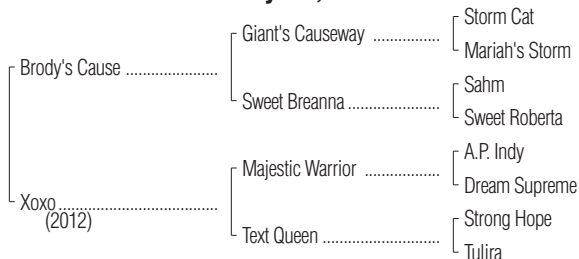 Storm Cat
Giant's Causeway ................
Mariah's Storm
Brody's Cause ......................
Sahm
Sweet Breanna ......................
Sweet Roberta
A.P. Indy
Majestic Warrior ..................
Dream Supreme
Xoxo ......................................
(2012)
Strong Hope
Text Queen ............................
Tulira